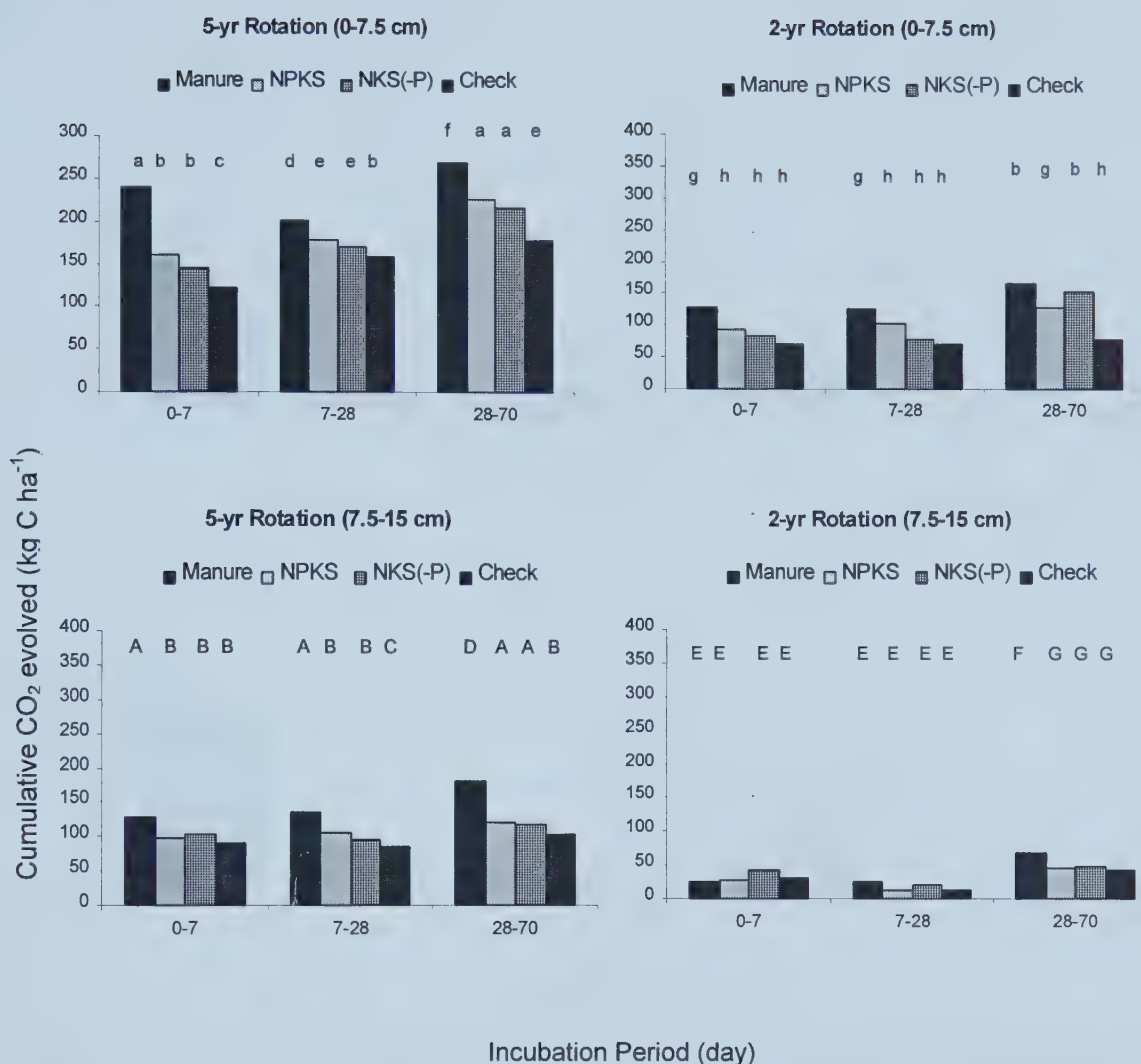 5-yr Rotation (0-7.5 cm)
Manure NPKS NKS(-P) Check
300
250
200
150
100
50
0
a b b c
d e e b
f a a e
0-7 7-28 28-70
2-yr Rotation (0-7.5 cm)
Manure NPKS NKS(-P) Check
400
350
300
250
200
150
100
50
0
g h h h
g h h h
b g b h
0-7 7-28 28-70
Cumulative CO₂ evolved (kg C ha⁻¹)
5-yr Rotation (7.5-15 cm)
Manure NPKS NKS(-P) Check
400
350
300
250
200
150
100
50
0
A B B B
A B B C
D A A B
0-7 7-28 28-70
2-yr Rotation (7.5-15 cm)
Manure NPKS NKS(-P) Check
400
350
300
250
200
150
100
50
0
E E E E
E E E E
F G G G
0-7 7-28 28-70
Incubation Period (day)